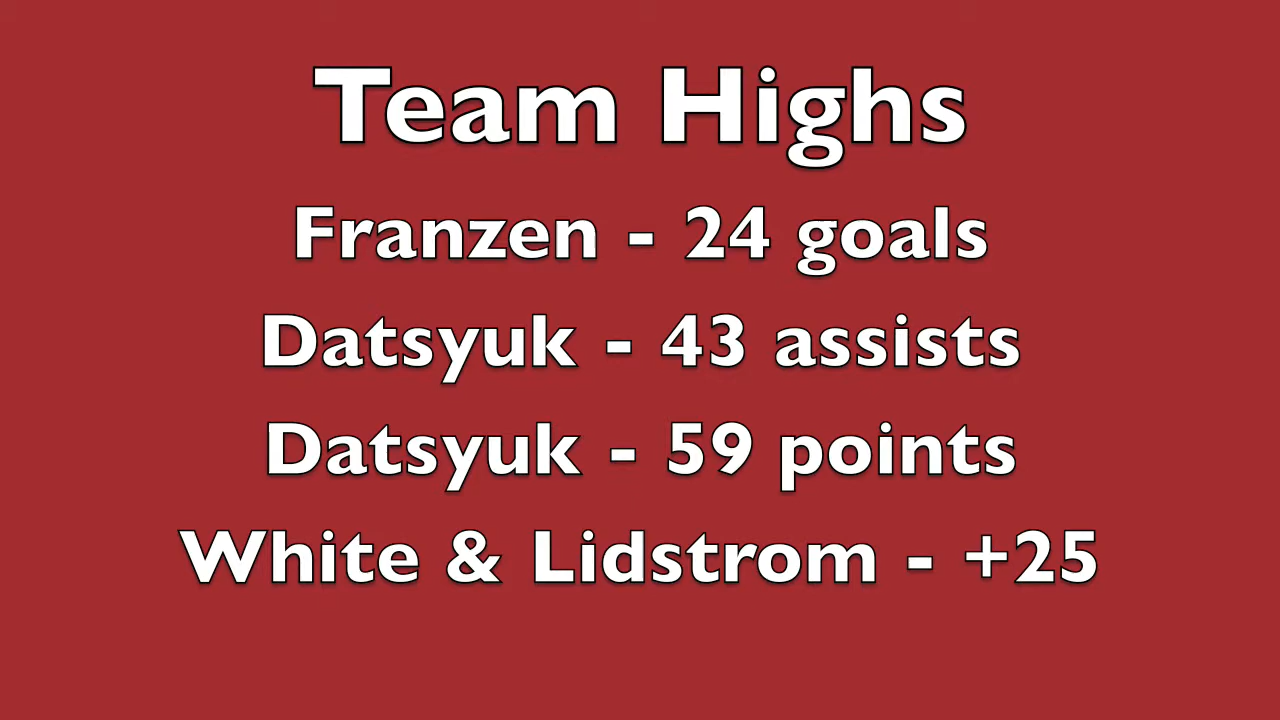 Team Highs
Franzen - 24 goals
Datsyuk - 43 assists
Datsyuk - 59 points
White & Lidstrom - +25